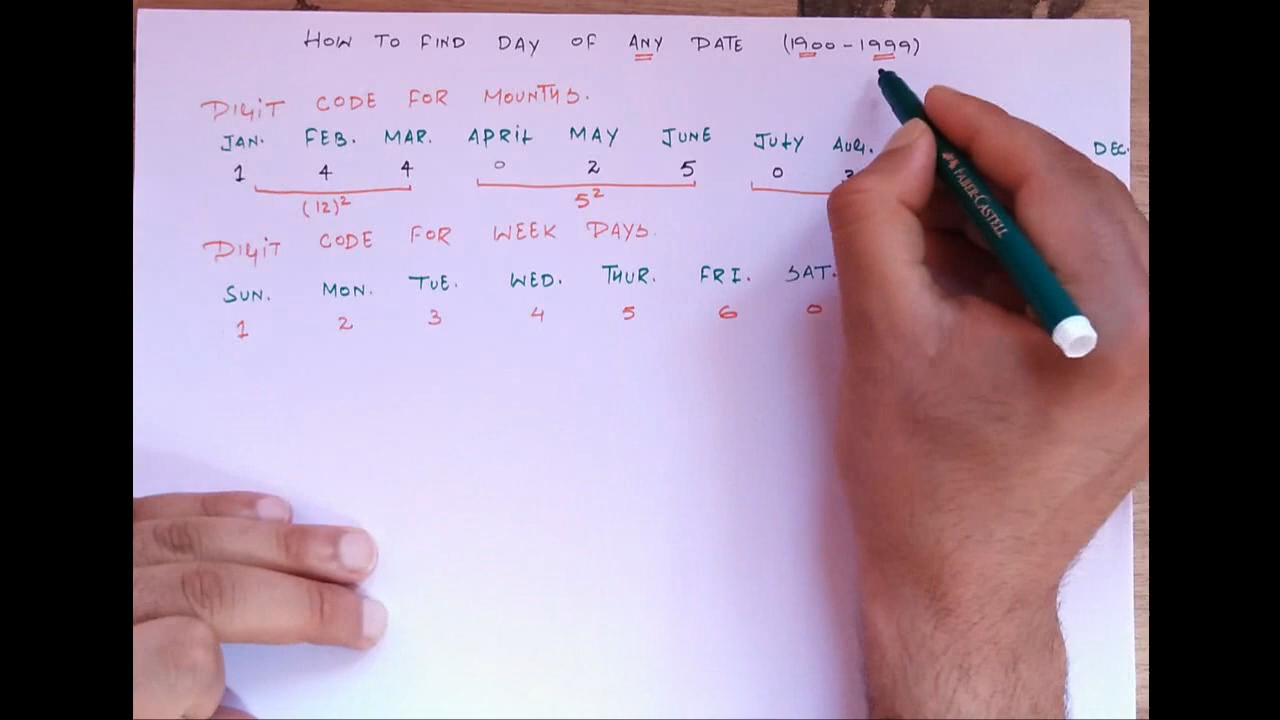 HOW TO FIND DAY OF ANY DATE (1900-1999)
DIGIT CODE FOR MOUNTHS.
JAN. FEB. MAR. APRIL MAY JUNE JULY AUG. DEC.
1 4 4 0 2 5 0
(12)² 5²
DIGIT CODE FOR WEEK DAYS.
SUN. MON. TUE. WED. THUR. FRI. SAT.
1 2 3 4 5 6 0
FABER-CASTELL